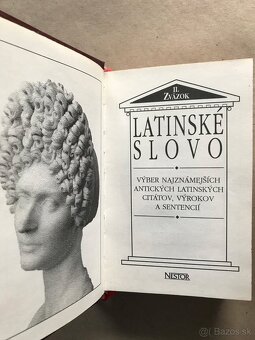 II.
ZVÄZOK
LATINSKÉ
SLOVO
VÝBER NAJZNÁMEJŠÍCH
ANTICKÝCH LATINSKÝCH
CITÁTOV, VÝROKOV
A SENTENCIÍ
NESTOR
Bazos.sk